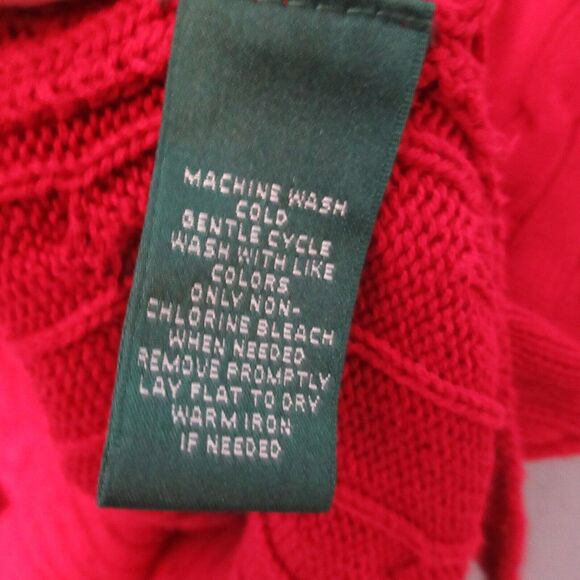 MACHINE WASH
COLD
GENTLE CYCLE
WASH WITH LIKE
COLORS
ONLY NON-
CHLORINE BLEACH
WHEN NEEDED
REMOVE PROMPTLY
LAY FLAT TO DRY
WARM IRON
IF NEEDED